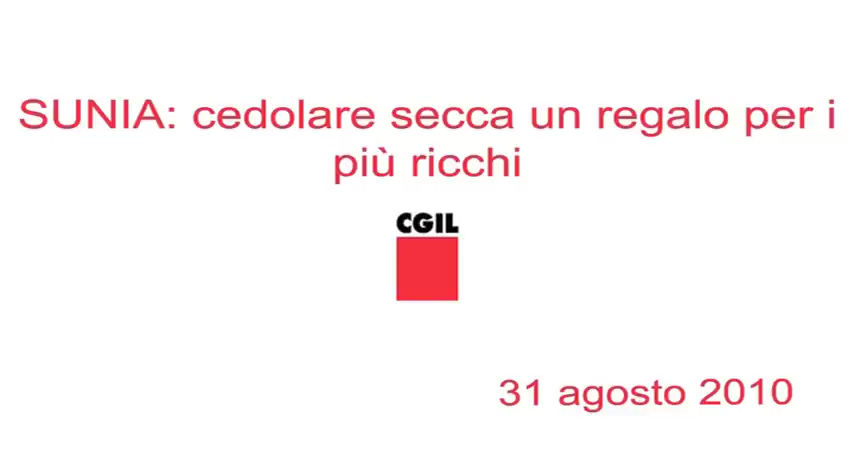 SUNIA: cedolare secca un regalo per i
più ricchi
CGIL
31 agosto 2010